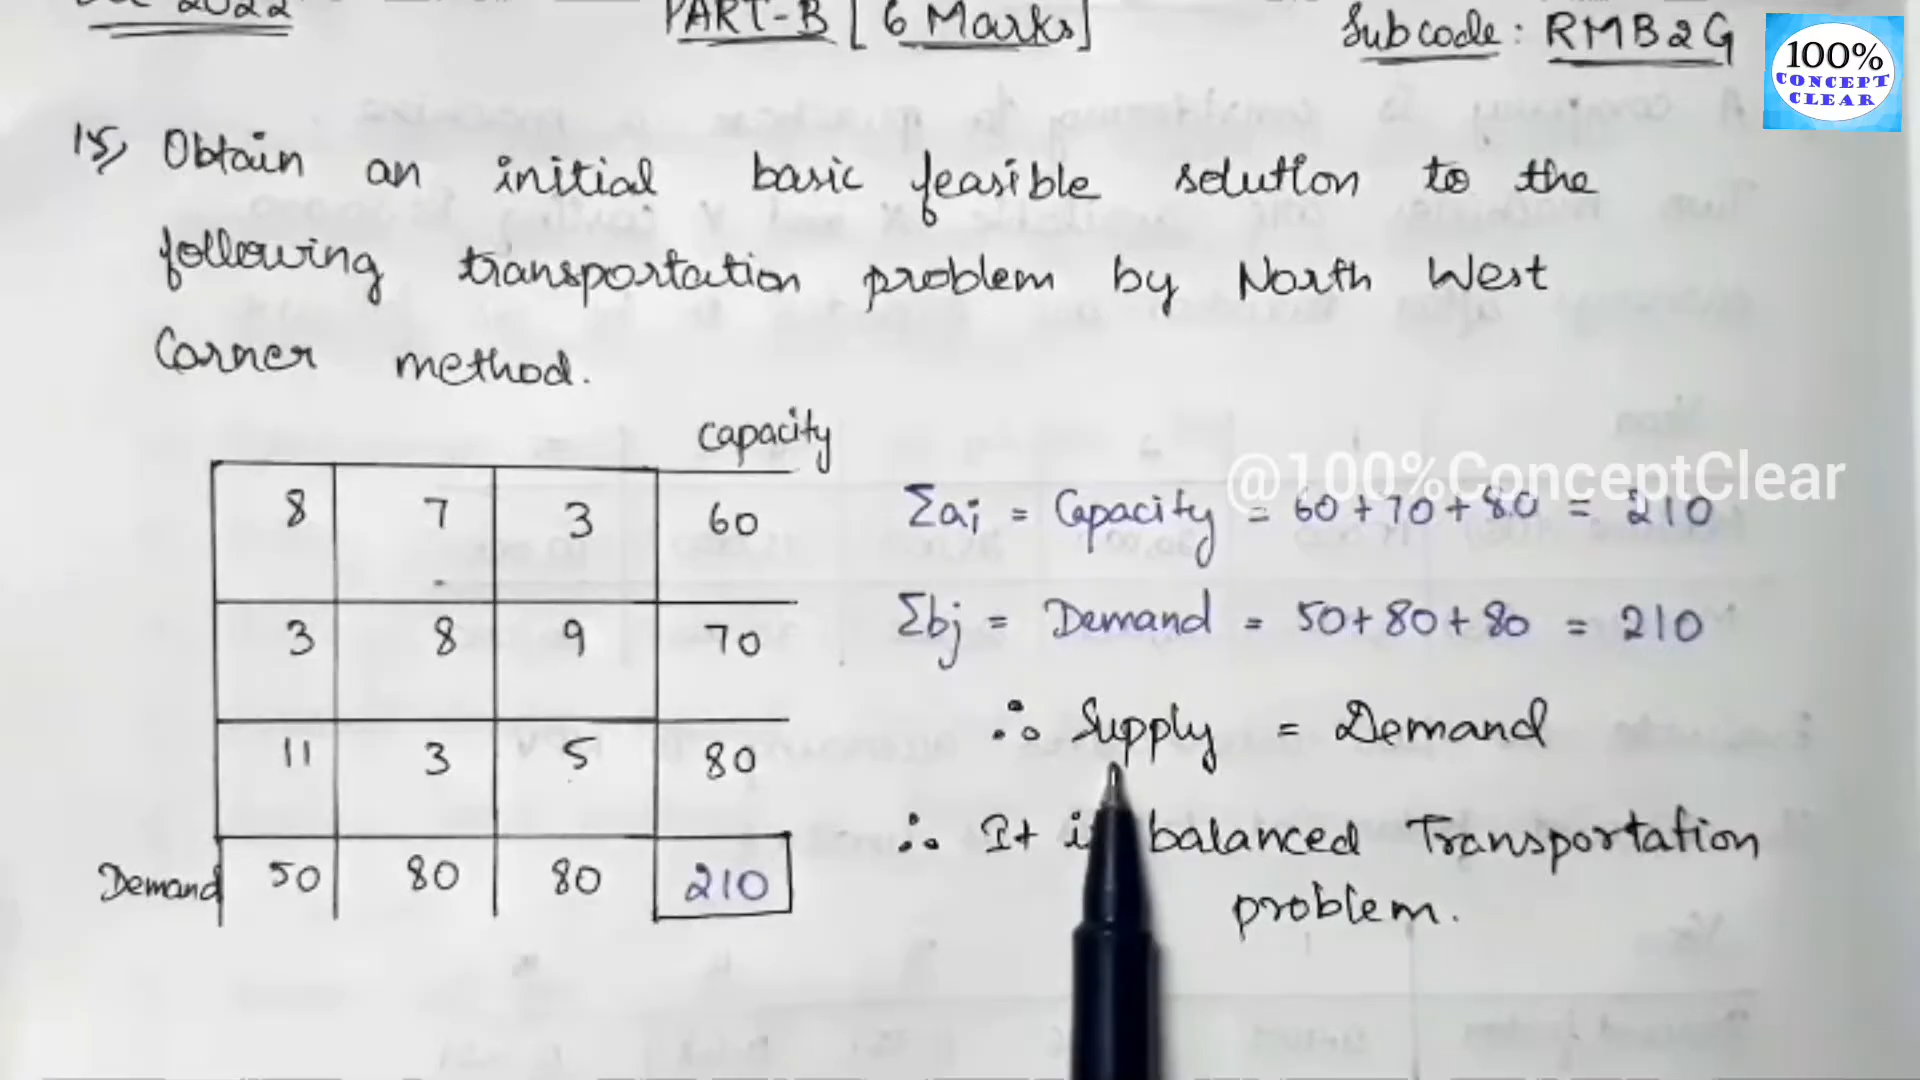 2022 PART-B [ 6 Marks] Subcode: RMB2G
100%
CONCEPT
CLEAR
15, Obtain an initial basic feasible solution to the
following transportation problem by North West
Corner method.
capacity
@100%ConceptClear
8 7 3 60
Σai = Capacity = 60+70+80 = 210
3 8 9 70
Σbj = Demand = 50+80+80 = 210
11 3 5 80
∴ Supply = Demand
Demand 50 80 80 210
∴ It is balanced Transportation
problem.